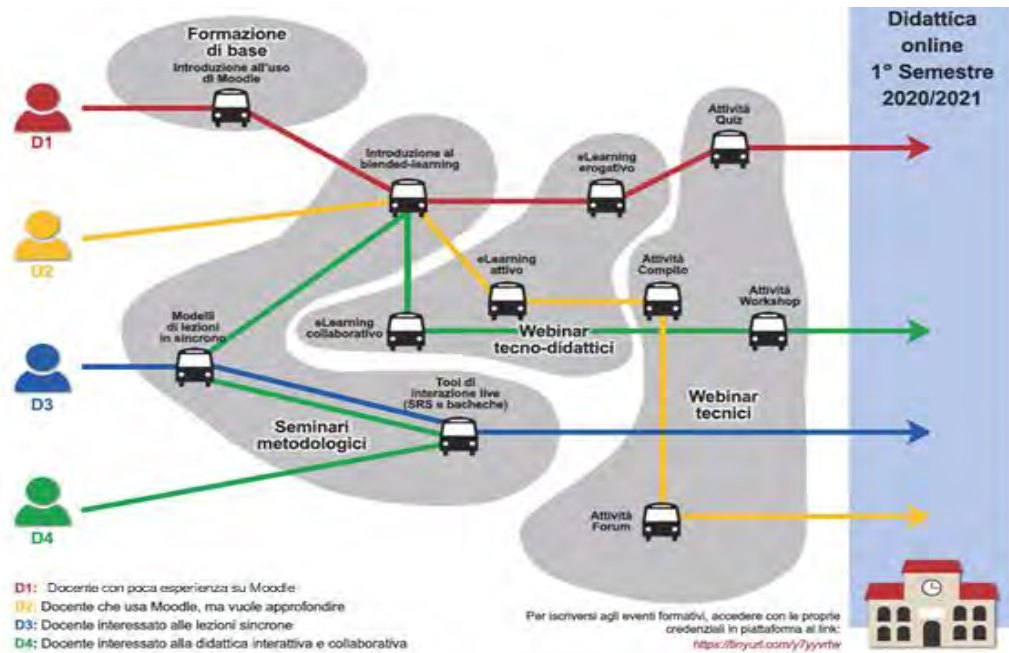 Formazione
di base
Introduzione all'uso
di Moodle
Didattica
online
1° Semestre
2020/2021
D1
Attività
Quiz
Introduzione al
blended-learning
eLearning
erogativo
D2
eLearning
attivo
Attività
Compito
Attività
Workshop
Modelli
di lezioni
in sincrono
eLearning
collaborativo
Webinar
tecno-didattici
D3
Tool di
interazione live
(SRS e bacheche)
Seminari
metodologici
Webinar
tecnici
D4
Attività
Forum
D1: Docente con poca esperienza su Moodle
D2: Docente che usa Moodle, ma vuole approfondire
D3: Docente interessato alle lezioni sincrone
D4: Docente interessato alla didattica interattiva e collaborativa
Per iscriversi agli eventi formativi, accedere con le proprie
credenziali in piattaforma al link: